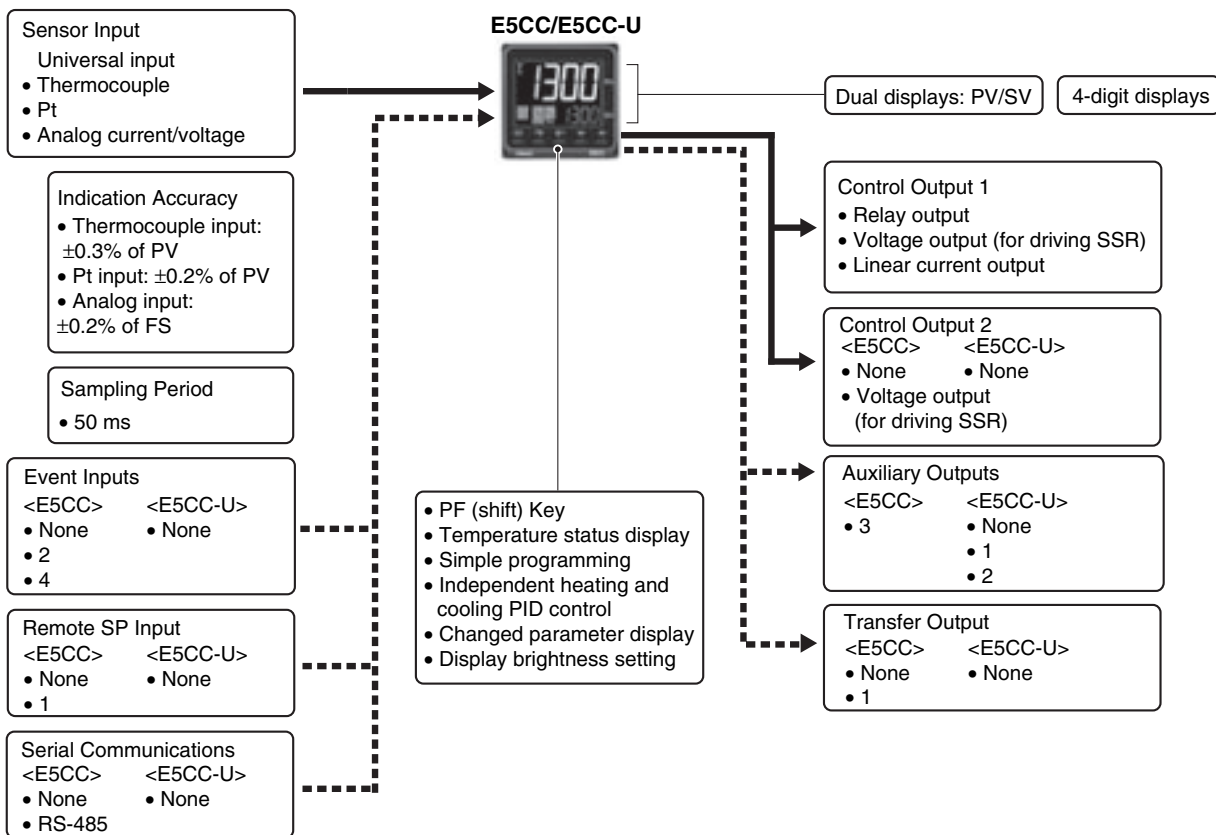 E5CC/E5CC-U
1300
1300
Sensor Input
Universal input
• Thermocouple
• Pt
• Analog current/voltage
Indication Accuracy
• Thermocouple input:
±0.3% of PV
• Pt input: ±0.2% of PV
• Analog input:
±0.2% of FS
Sampling Period
• 50 ms
Event Inputs
<E5CC> <E5CC-U>
• None • None
• 2
• 4
Remote SP Input
<E5CC> <E5CC-U>
• None • None
• 1
Serial Communications
<E5CC> <E5CC-U>
• None • None
• RS-485
• PF (shift) Key
• Temperature status display
• Simple programming
• Independent heating and
cooling PID control
• Changed parameter display
• Display brightness setting
Dual displays: PV/SV
4-digit displays
Control Output 1
• Relay output
• Voltage output (for driving SSR)
• Linear current output
Control Output 2
<E5CC> <E5CC-U>
• None • None
• Voltage output
(for driving SSR)
Auxiliary Outputs
<E5CC> <E5CC-U>
• 3 • None
• 1
• 2
Transfer Output
<E5CC> <E5CC-U>
• None • None
• 1